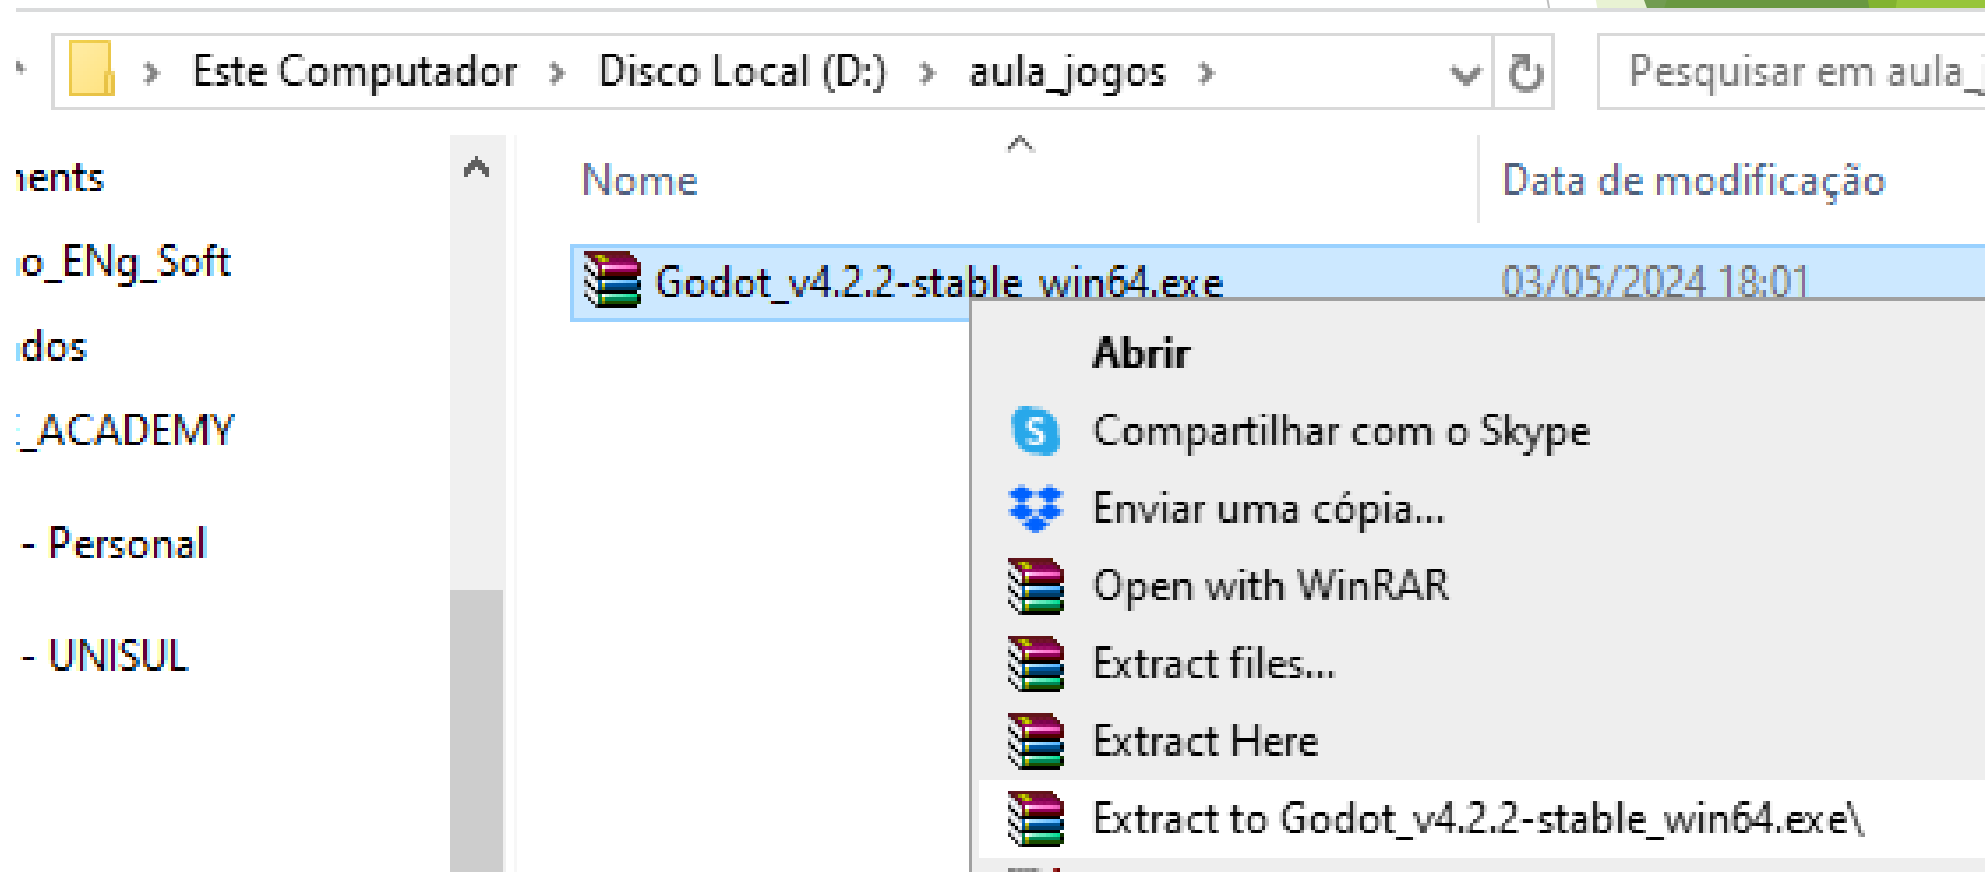 Este Computador > Disco Local (D:) > aula_jogos >
Pesquisar em aula_j
nents
o_ENg_Soft
dos
_ACADEMY
- Personal
- UNISUL
Nome
Data de modificação
Godot_v4.2.2-stable_win64.exe
03/05/2024 18:01
Abrir
Compartilhar com o Skype
Enviar uma cópia...
Open with WinRAR
Extract files...
Extract Here
Extract to Godot_v4.2.2-stable_win64.exe\